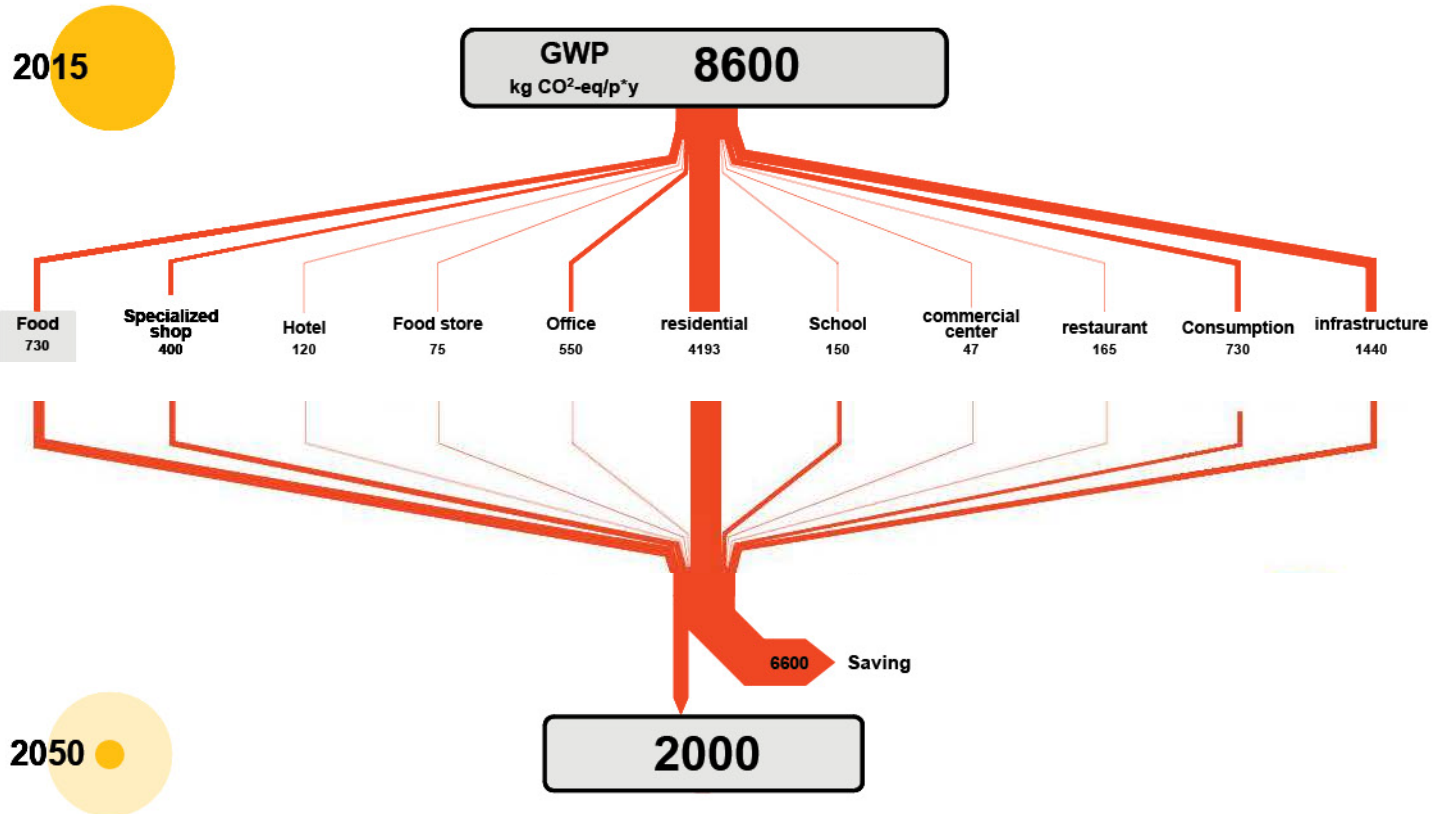 2015
GWP
kg CO²-eq/p*y
8600
Food
730
Specialized
shop
400
Hotel
120
Food store
75
Office
550
residential
4193
School
150
commercial
center
47
restaurant
165
Consumption
730
infrastructure
1440
6600
Saving
2050
2000